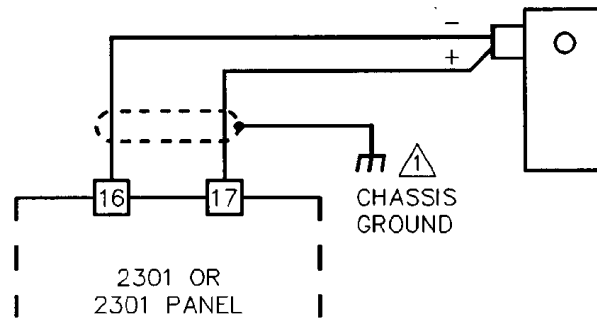 -
+
16
17
1
CHASSIS
GROUND
2301 OR
2301 PANEL